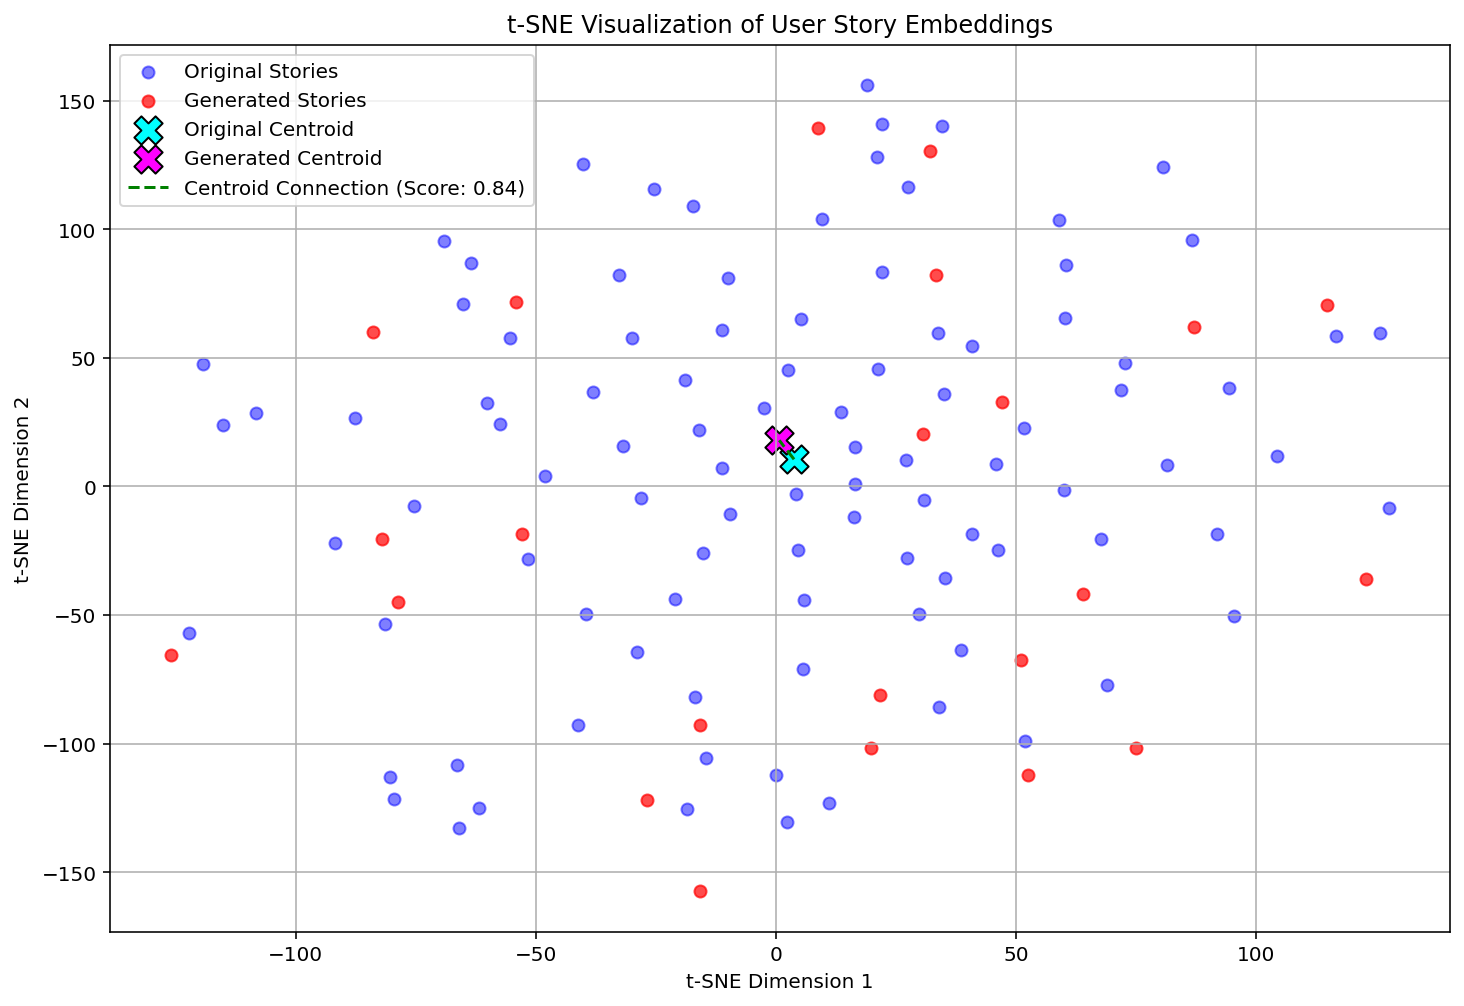 t-SNE Visualization of User Story Embeddings
Original Stories
Generated Stories
Original Centroid
Generated Centroid
Centroid Connection (Score: 0.84)
t-SNE Dimension 2
150
100
50
0
−50
−100
−150
−100
−50
0
50
100
t-SNE Dimension 1